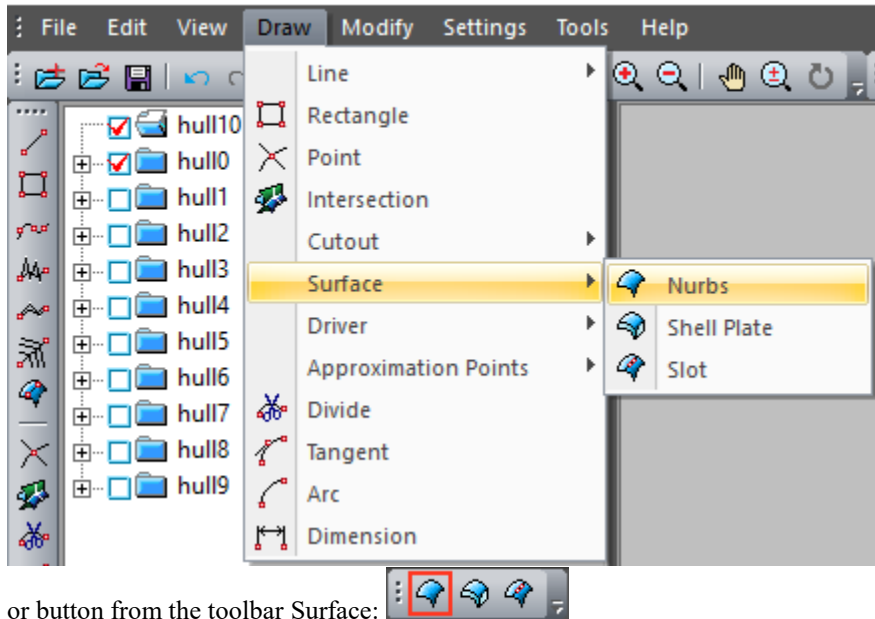 File Edit View Draw Modify Settings Tools Help
Line
hull10
Rectangle
hull0
Point
hull1
Intersection
hull2
Cutout
hull3
Surface
Nurbs
hull4
Driver
Shell Plate
hull5
Approximation Points
Slot
hull6
hull7
Divide
hull8
Tangent
hull9
Arc
Dimension
or button from the toolbar Surface: